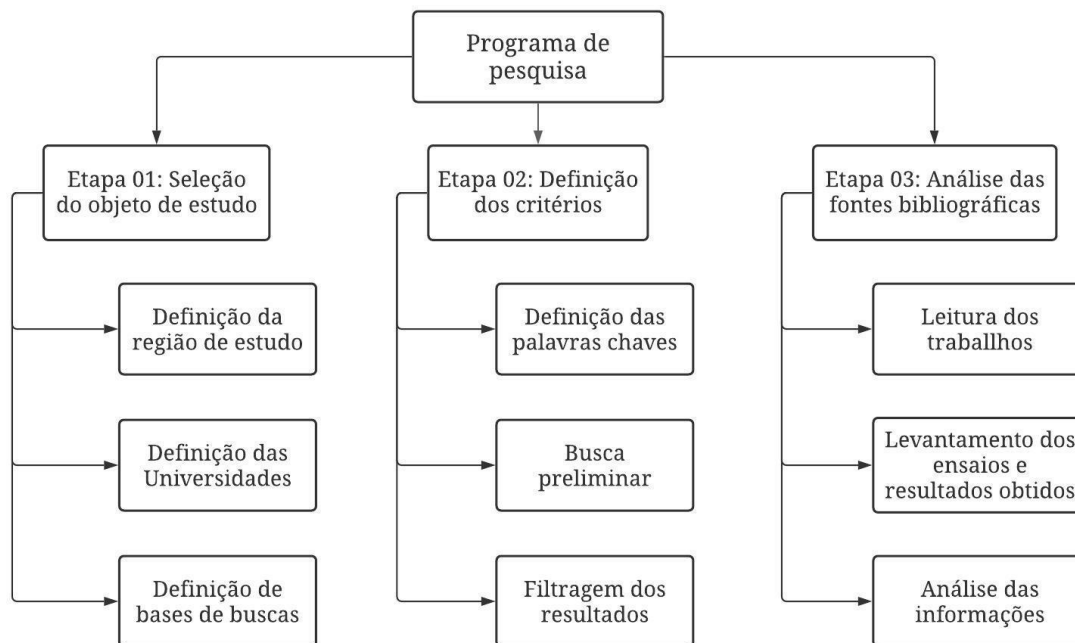 Programa de
pesquisa
Etapa 01: Seleção
do objeto de estudo
Definição da
região de estudo
Definição das
Universidades
Definição de
bases de buscas
Etapa 02: Definição
dos critérios
Definição das
palavras chaves
Busca
preliminar
Filtragem dos
resultados
Etapa 03: Análise das
fontes bibliográficas
Leitura dos
traballhos
Levantamento dos
ensaios e
resultados obtidos
Análise das
informações